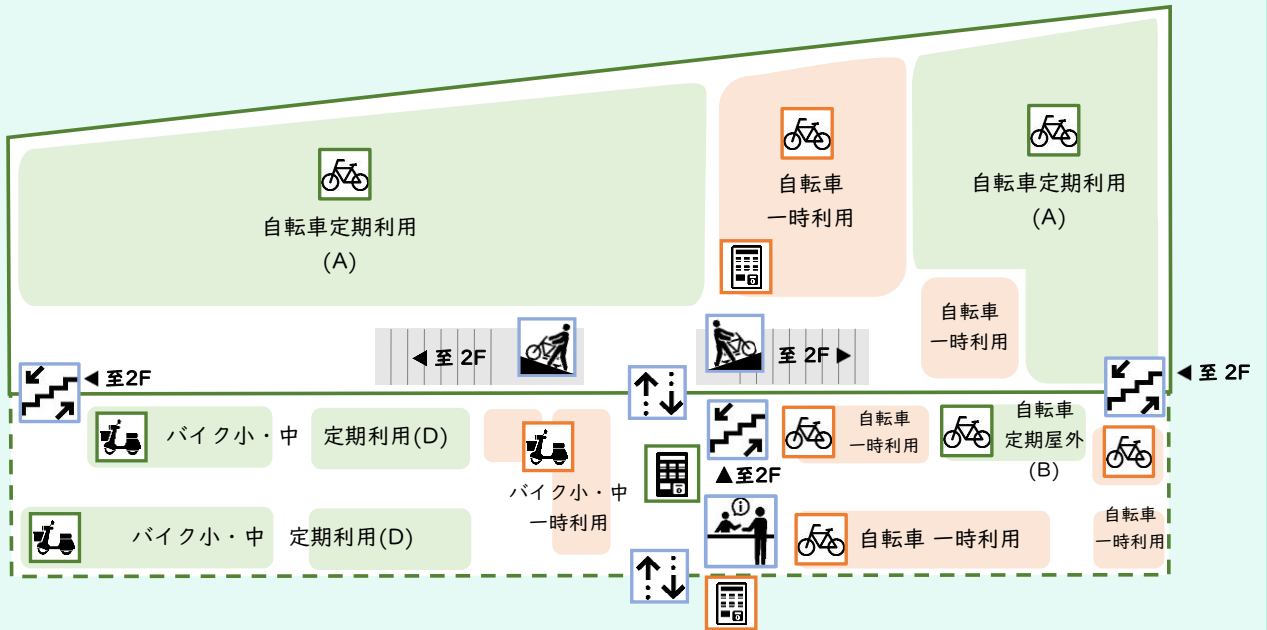 自転車定期利用
(A)
自転車
一時利用
自転車定期利用
(A)
自転車
一時利用
◀ 至 2F
至 2F ▶
◀ 至2F
◀ 至 2F
バイク小・中 定期利用(D)
バイク小・中
一時利用
▲至2F
自転車
一時利用
自転車
定期屋外
(B)
バイク小・中 定期利用(D)
自転車 一時利用
自転車
一時利用